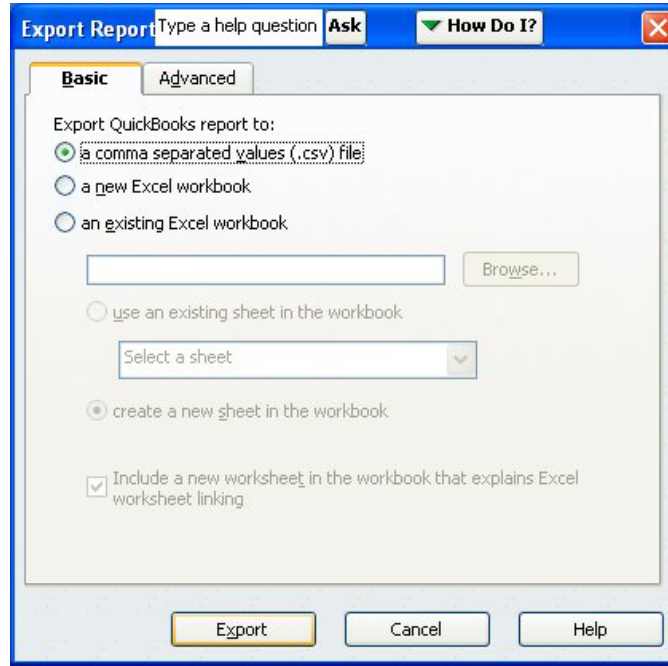 Export Report Type a help question Ask How Do I?
Basic Advanced
Export QuickBooks report to:
a comma separated values (.csv) file
a new Excel workbook
an existing Excel workbook
Browse...
use an existing sheet in the workbook
Select a sheet
create a new sheet in the workbook
Include a new worksheet in the workbook that explains Excel
worksheet linking
Export Cancel Help